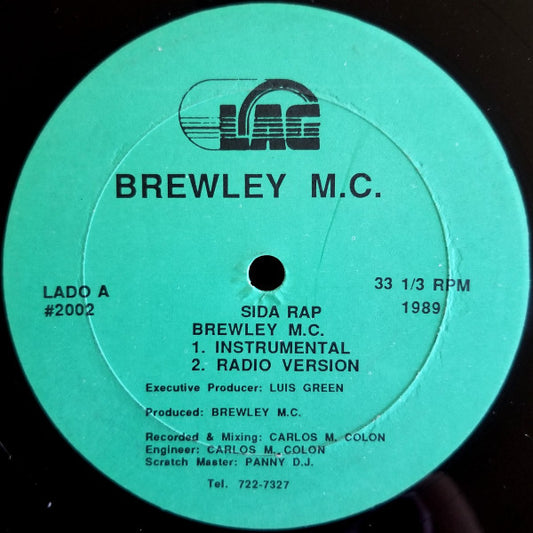 LAG
BREWLEY M.C.
LADO A
#2002
33 1/3 RPM
1989
SIDA RAP
BREWLEY M.C.
1. INSTRUMENTAL
2. RADIO VERSION
Executive Producer: LUIS GREEN
Produced: BREWLEY M.C.
Recorded & Mixing: CARLOS M. COLON
Engineer: CARLOS M. COLON
Scratch Master: PANNY D.J.
Tel. 722-7327